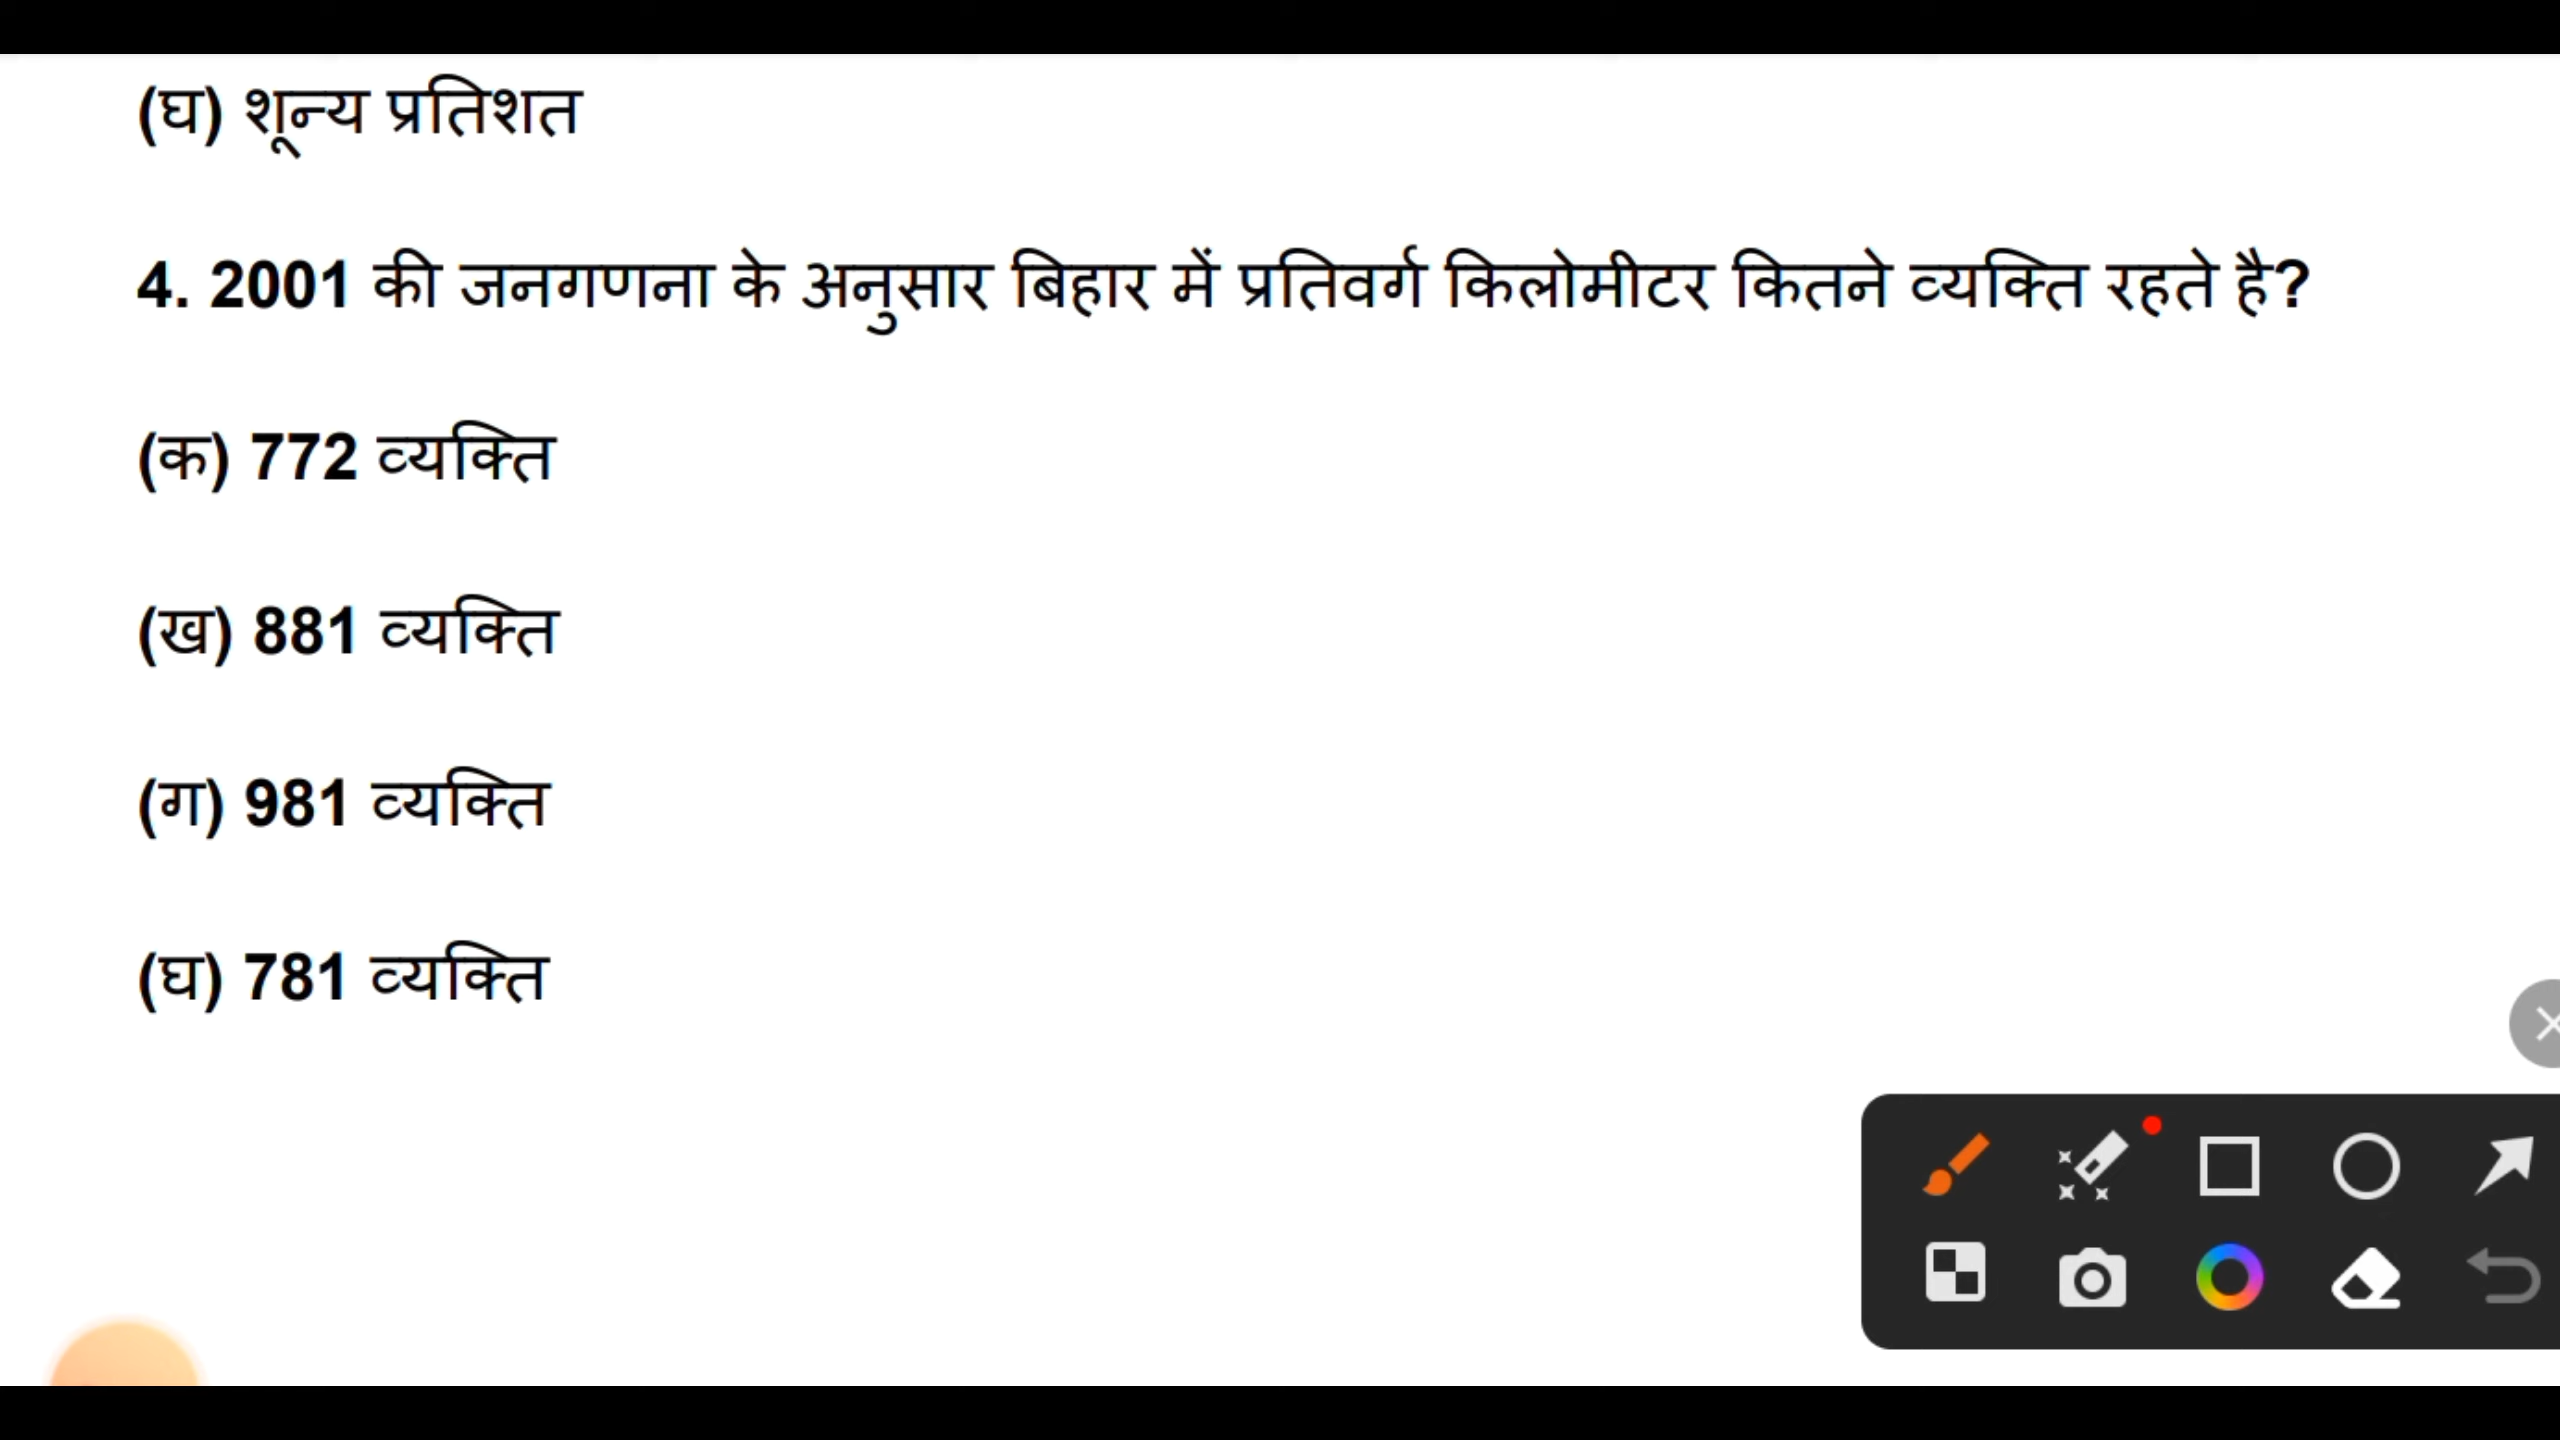 (घ) शून्य प्रतिशत
4. 2001 की जनगणना के अनुसार बिहार में प्रतिवर्ग किलोमीटर कितने व्यक्ति रहते है?
(क) 772 व्यक्ति
(ख) 881 व्यक्ति
(ग) 981 व्यक्ति
(घ) 781 व्यक्ति